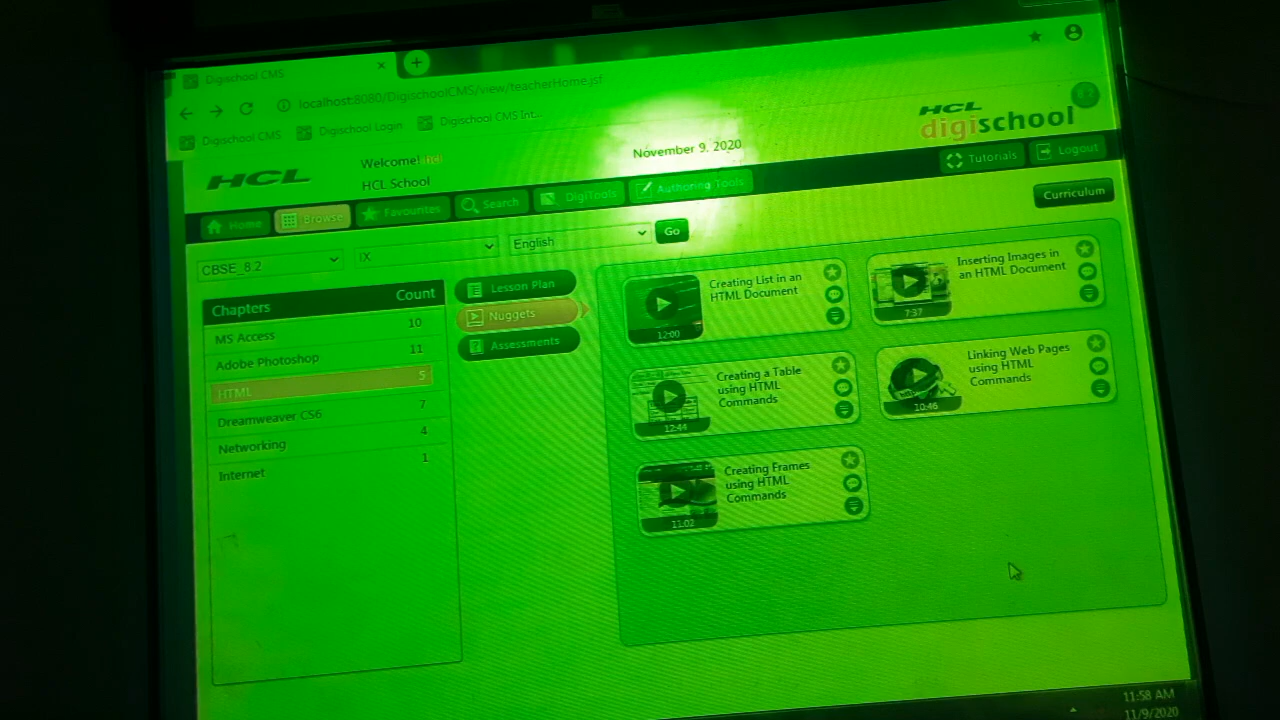 Digischool CMS
localhost:8080/DigischoolCMS/view/teacherHome.jsf
Digischool CMS Digischool Login Digischool CMS Int...
HCL
Welcome! hcl
HCL School
November 9, 2020
HCL
digischool
Home Browse Favourites Search DigiTools Authoring Tools Tutorials Logout
CBSE_8.2 IX English Go Curriculum
Chapters Count
MS Access 10
Adobe Photoshop 11
HTML 5
Dreamweaver CS6 7
Networking 4
Internet 1
Lesson Plan
Nuggets
Assessments
Creating List in an
HTML Document
12:00
Inserting Images in
an HTML Document
7:37
Creating a Table
using HTML
Commands
12:44
Linking Web Pages
using HTML
Commands
10:46
Creating Frames
using HTML
Commands
11:02
11:58 AM
11/9/2020